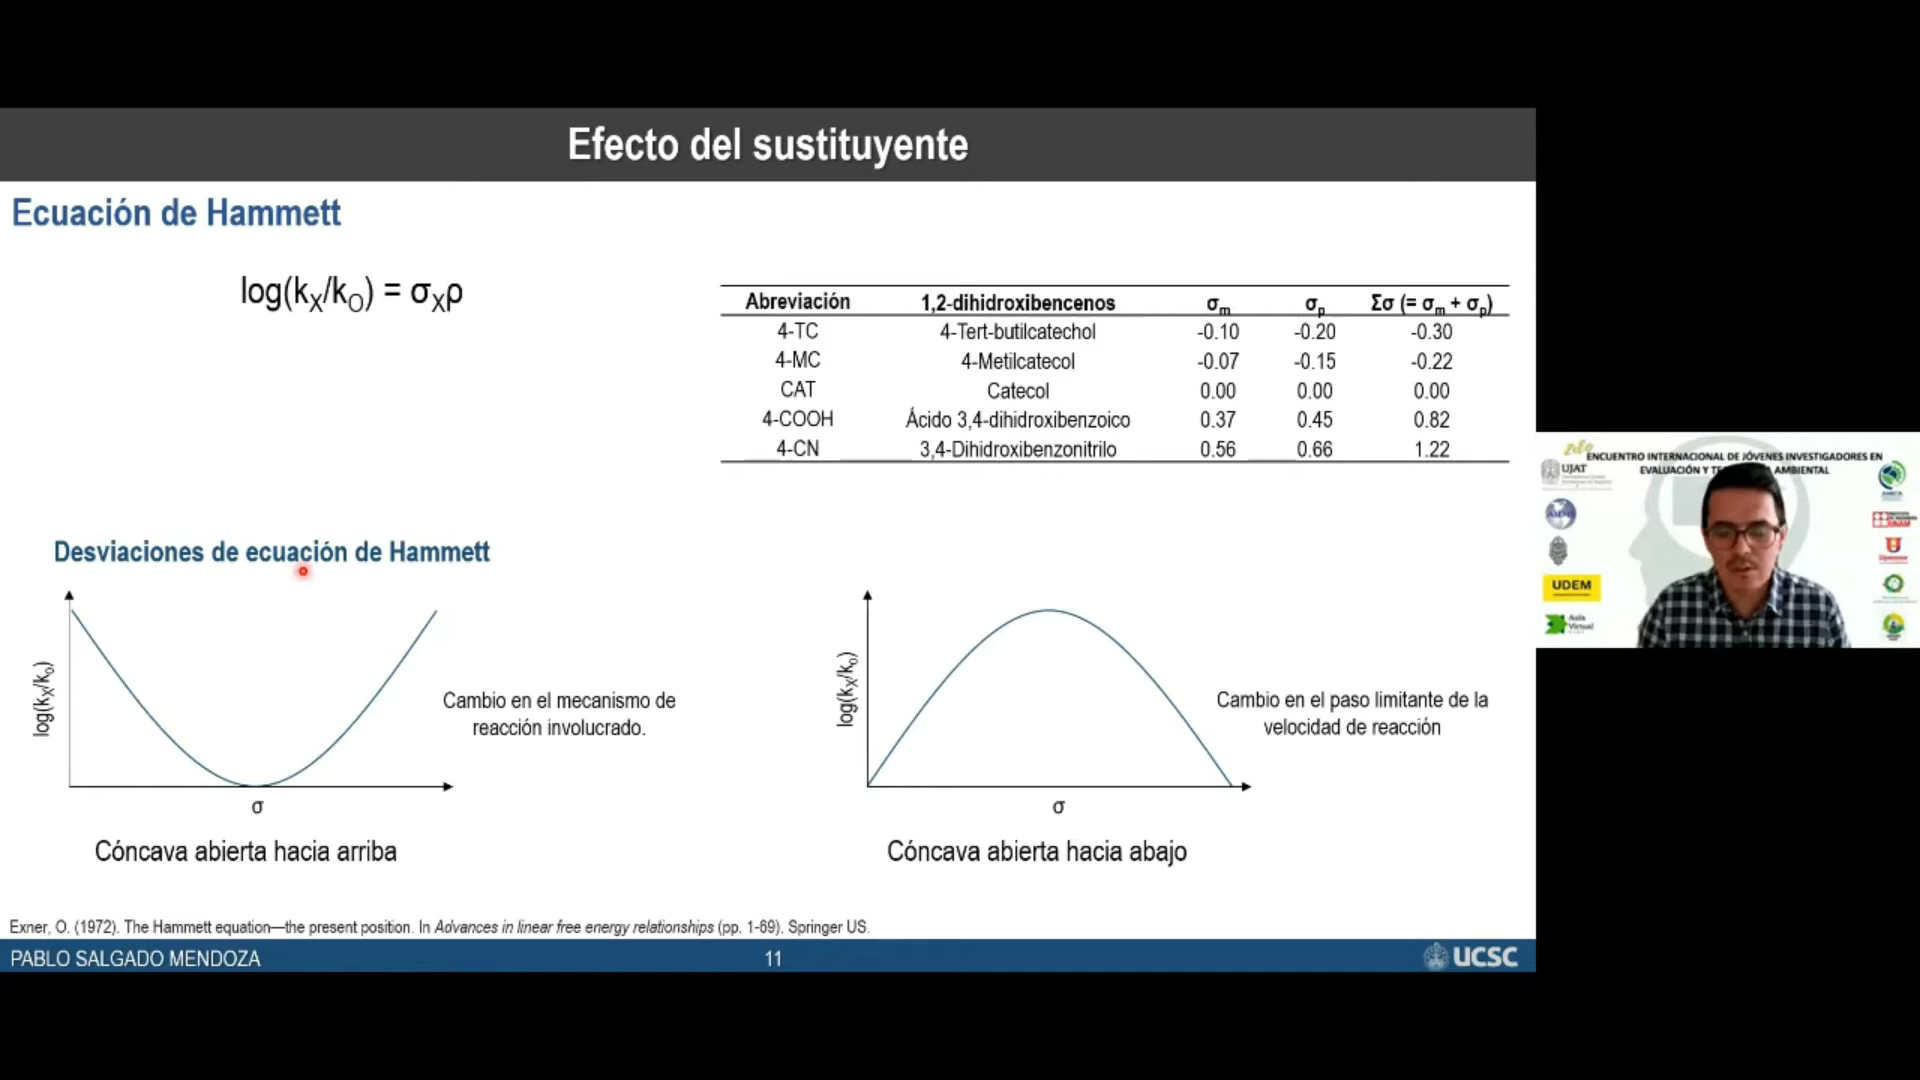 Efecto del sustituyente
Ecuación de Hammett
log(kX/kO) = σXρ
Abreviación 1,2-dihidroxibencenos σm σp Σσ (= σm + σp)
4-TC 4-Tert-butilcatechol -0.10 -0.20 -0.30
4-MC 4-Metilcatecol -0.07 -0.15 -0.22
CAT Catecol 0.00 0.00 0.00
4-COOH Ácido 3,4-dihidroxibenzoico 0.37 0.45 0.82
4-CN 3,4-Dihidroxibenzonitrilo 0.56 0.66 1.22
Desviaciones de ecuación de Hammett
log(kX/kO)
Cambio en el mecanismo de
reacción involucrado.
σ
Cóncava abierta hacia arriba
log(kX/kO)
Cambio en el paso limitante de la
velocidad de reacción
σ
Cóncava abierta hacia abajo
Exner, O. (1972). The Hammett equation—the present position. In Advances in linear free energy relationships (pp. 1-69). Springer US.
PABLO SALGADO MENDOZA 11 UCSC
2do
ENCUENTRO INTERNACIONAL DE JÓVENES INVESTIGADORES EN
EVALUACIÓN Y AMBIENTAL
UJAT
UDEM
Aula
Virtual